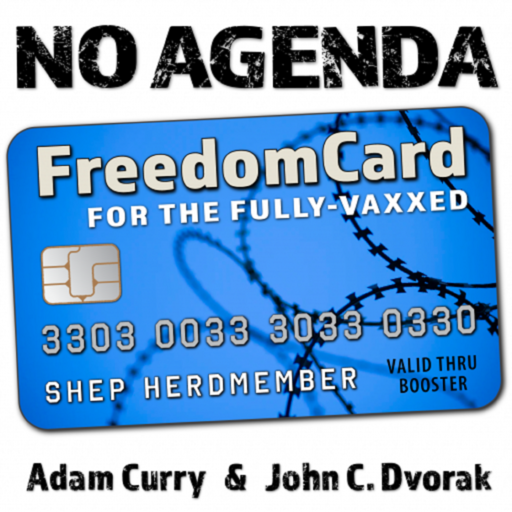 NO AGENDA
FreedomCard
FOR THE FULLY-VAXXED
3303 0033 3033 0330
SHEP HERDMEMBER
VALID THRU
BOOSTER
Adam Curry & John C. Dvorak